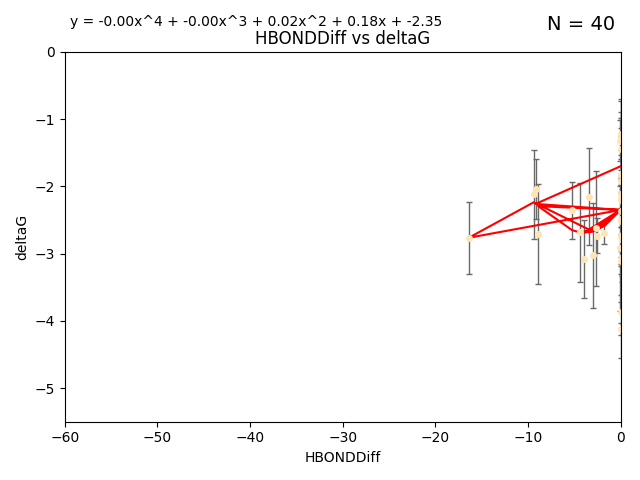 y = -0.00x^4 + -0.00x^3 + 0.02x^2 + 0.18x + -2.35
N = 40
HBONDDiff vs deltaG
0
−1
−2
−3
−4
−5
deltaG
−60 −50 −40 −30 −20 −10 0
HBONDDiff